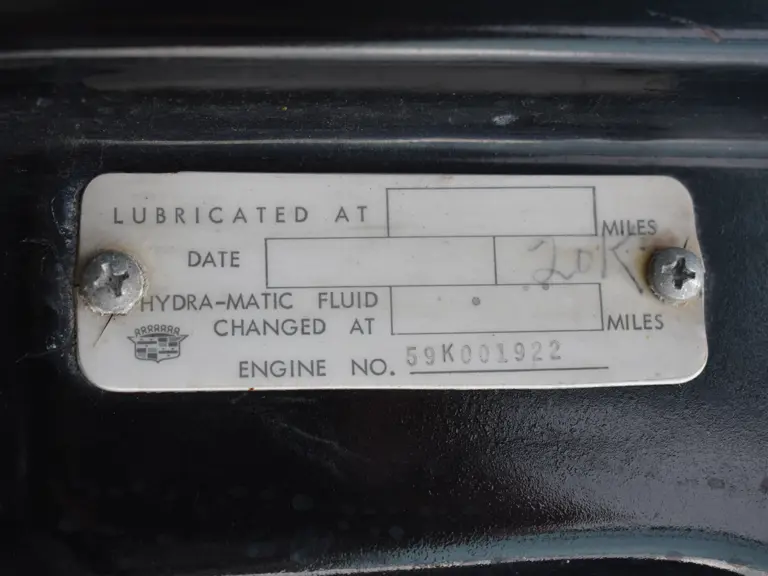 LUBRICATED AT MILES
DATE 20K
HYDRA-MATIC FLUID
CHANGED AT MILES
ENGINE NO. 59K001922